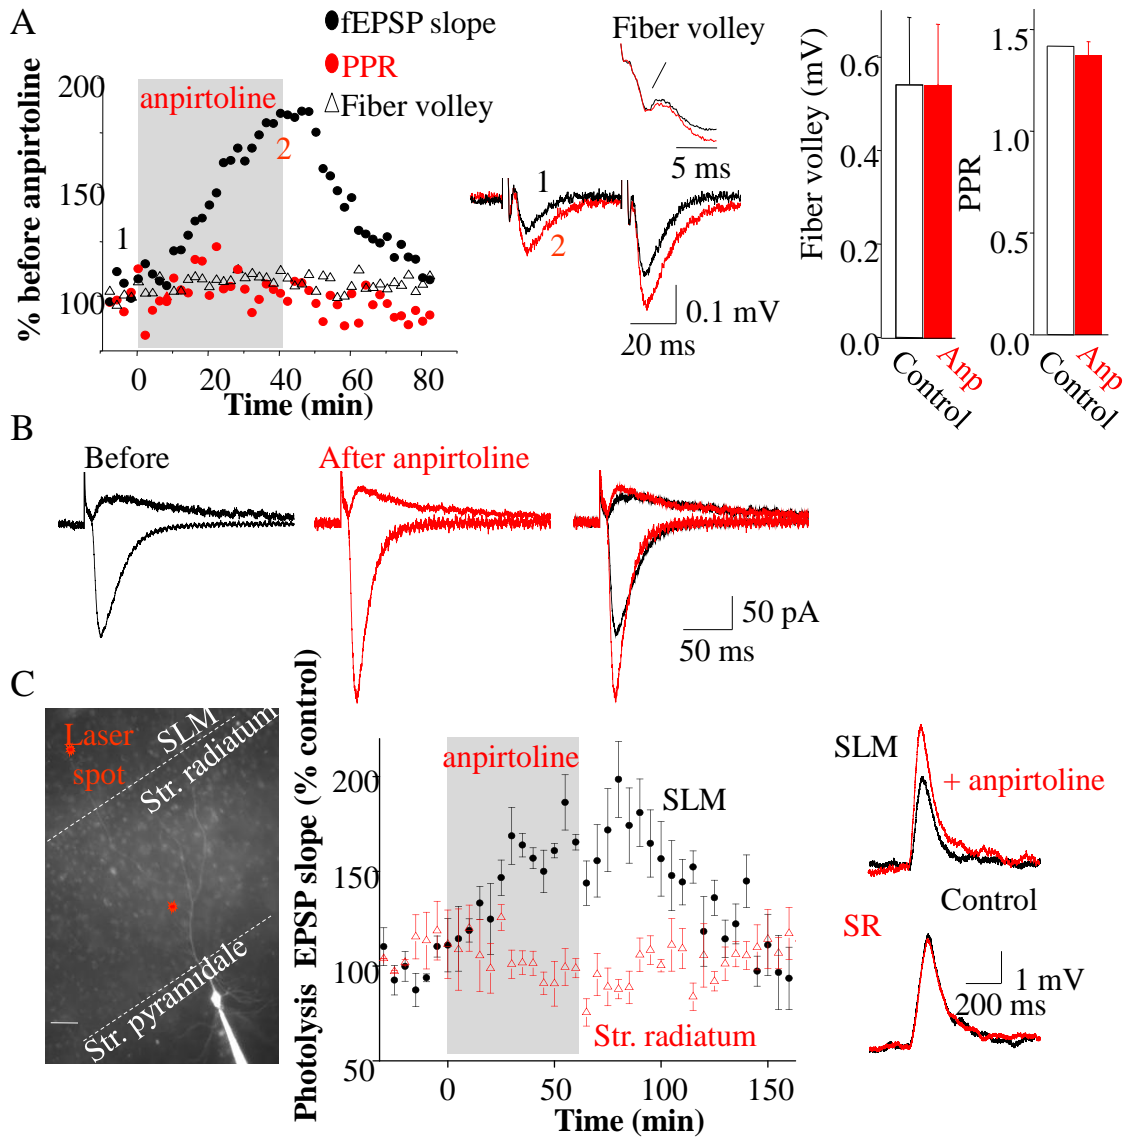 A
fEPSP slope
PPR
Fiber volley
anpirtoline
1
2
200
150
100
% before anpirtoline
0
20
40
60
80
Time (min)
Fiber volley
5 ms
1
2
0.1 mV
20 ms
Fiber volley (mV)
0.6
0.4
0.2
0.0
Control
Anp
PPR
1.5
1.2
0.5
0.0
Control
Anp
B
Before
After anpirtoline
50 pA
50 ms
C
Laser
spot
SLM
Str. radiatum
Str. pyramidale
Photolysis EPSP slope (% control)
200
150
100
50
anpirtoline
SLM
Str. radiatum
0
50
100
150
Time (min)
SLM
+ anpirtoline
Control
SR
1 mV
200 ms